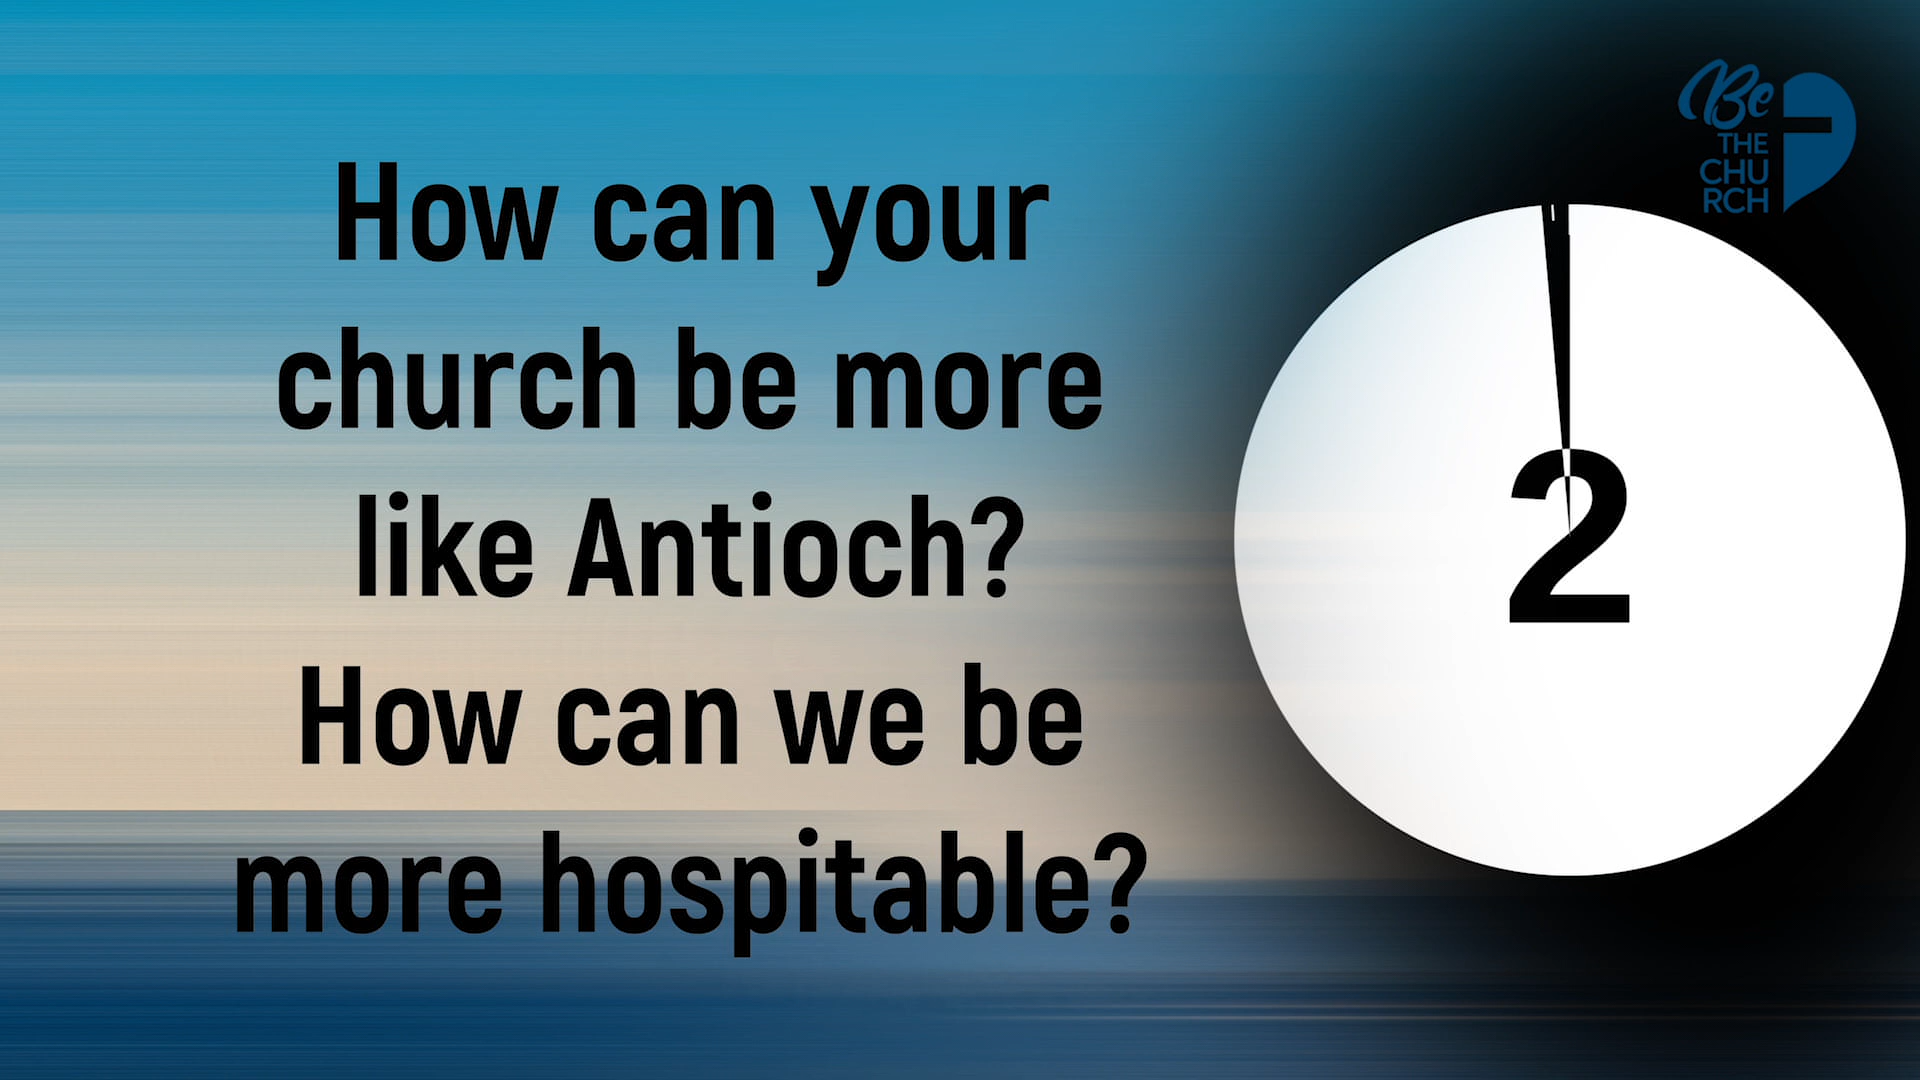 How can your
church be more
like Antioch?
How can we be
more hospitable?
2
Be
THE
CHU
RCH